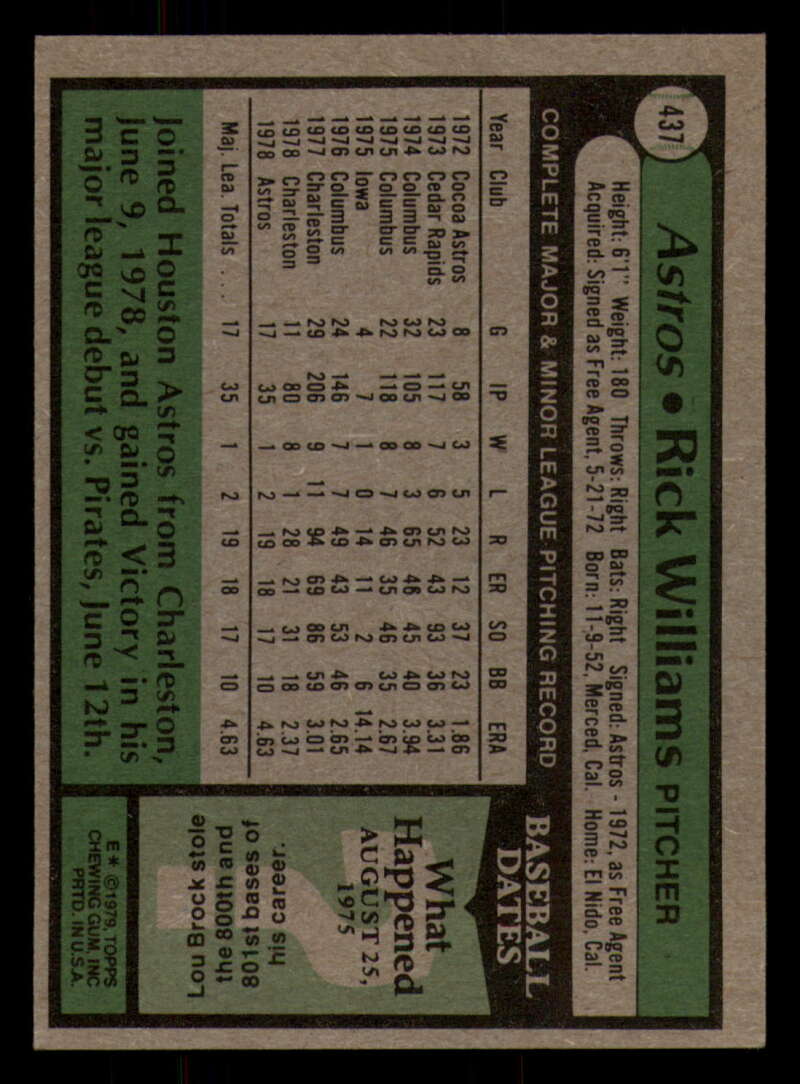 437
Astros • Rick Williams PITCHER
Height: 6'1" Weight: 180 Throws: Right Bats: Right Signed: Astros - 1972, as Free Agent
Acquired: Signed as Free Agent, 5-21-72 Born: 11-9-52, Merced, Cal. Home: El Nido, Cal.
COMPLETE MAJOR & MINOR LEAGUE PITCHING RECORD
Year Club G IP W L R ER SO BB ERA
1972 Cocoa Astros 8 58 3 5 23 12 37 23 1.86
1973 Cedar Rapids 23 117 7 6 52 43 93 36 3.31
1974 Columbus 32 105 8 3 65 46 45 40 3.94
1975 Columbus 22 118 8 7 46 35 46 35 2.67
1975 Iowa 4 7 1 0 14 11 2 6 14.14
1976 Columbus 24 146 7 7 49 43 53 46 2.65
1977 Charleston 29 206 9 11 94 69 86 59 3.01
1978 Charleston 11 80 8 1 28 21 31 18 2.37
1978 Astros 17 35 1 2 19 18 17 10 4.63
Maj. Lea. Totals . . . 17 35 1 2 19 18 17 10 4.63
Joined Houston Astros from Charleston,
June 9, 1978, and gained Victory in his
major league debut vs. Pirates, June 12th.
BASEBALL
DATES
What
Happened
AUGUST 25,
1975
Lou Brock stole
the 800th and
801st bases of
his career.
E* ©1979, TOPPS
CHEWING GUM, INC
PRTD. IN U.S.A.